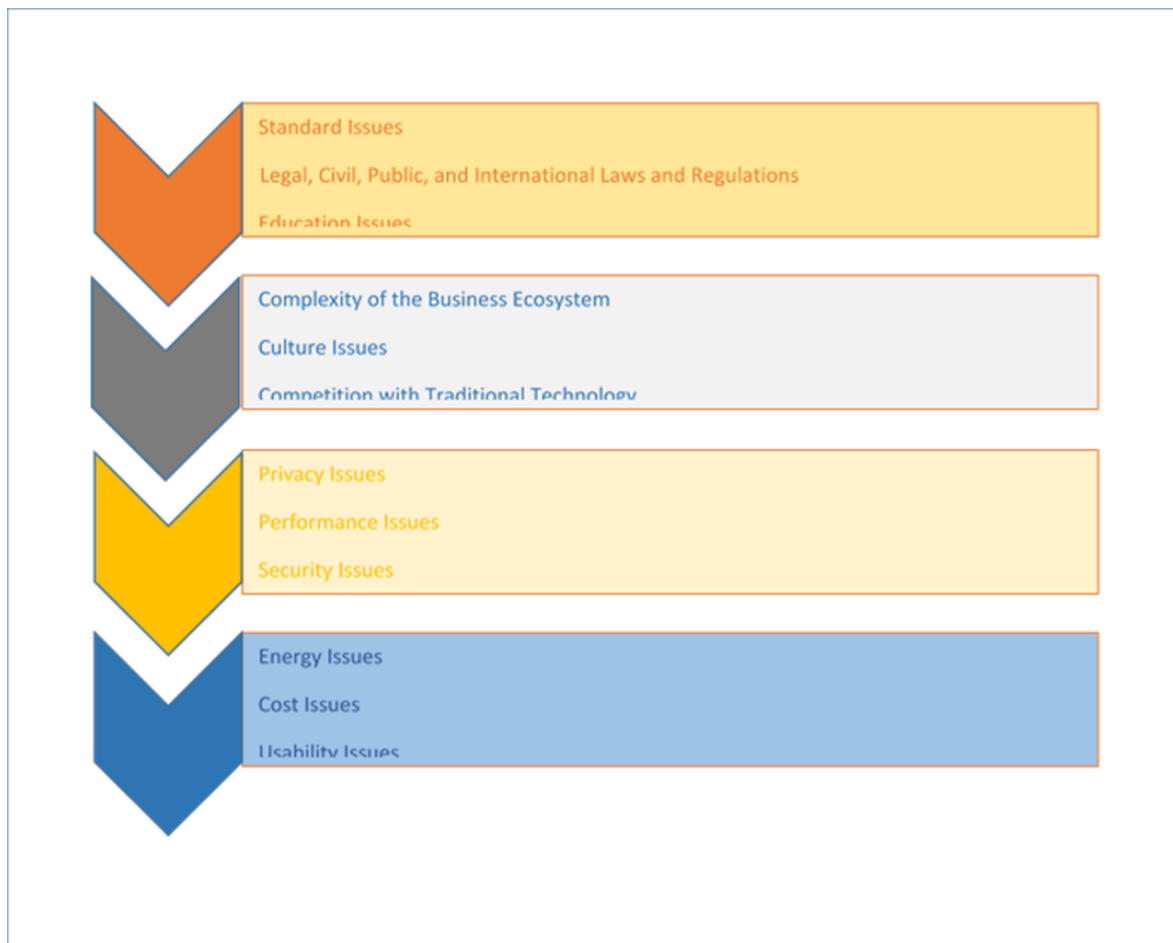 Standard Issues
Legal, Civil, Public, and International Laws and Regulations
Education Issues
Complexity of the Business Ecosystem
Culture Issues
Competition with Traditional Technology
Privacy Issues
Performance Issues
Security Issues
Energy Issues
Cost Issues
Usability Issues